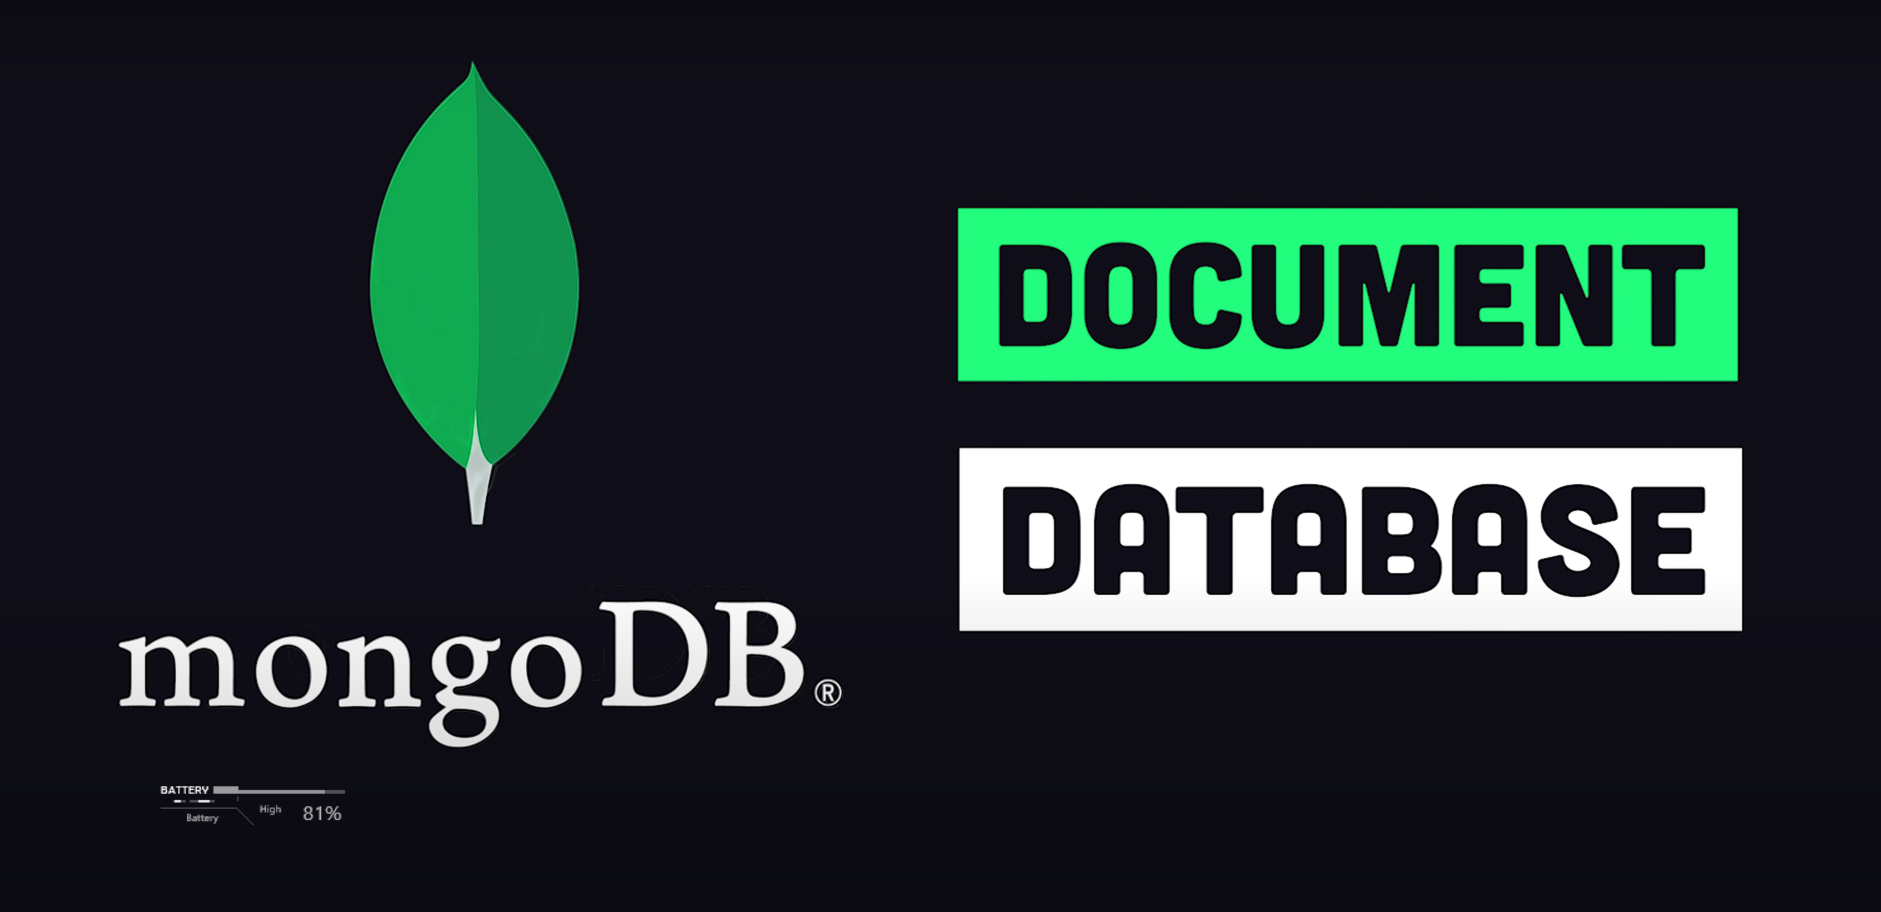 mongoDB®
DOCUMENT
DATABASE
BATTERY
High
81%
Battery